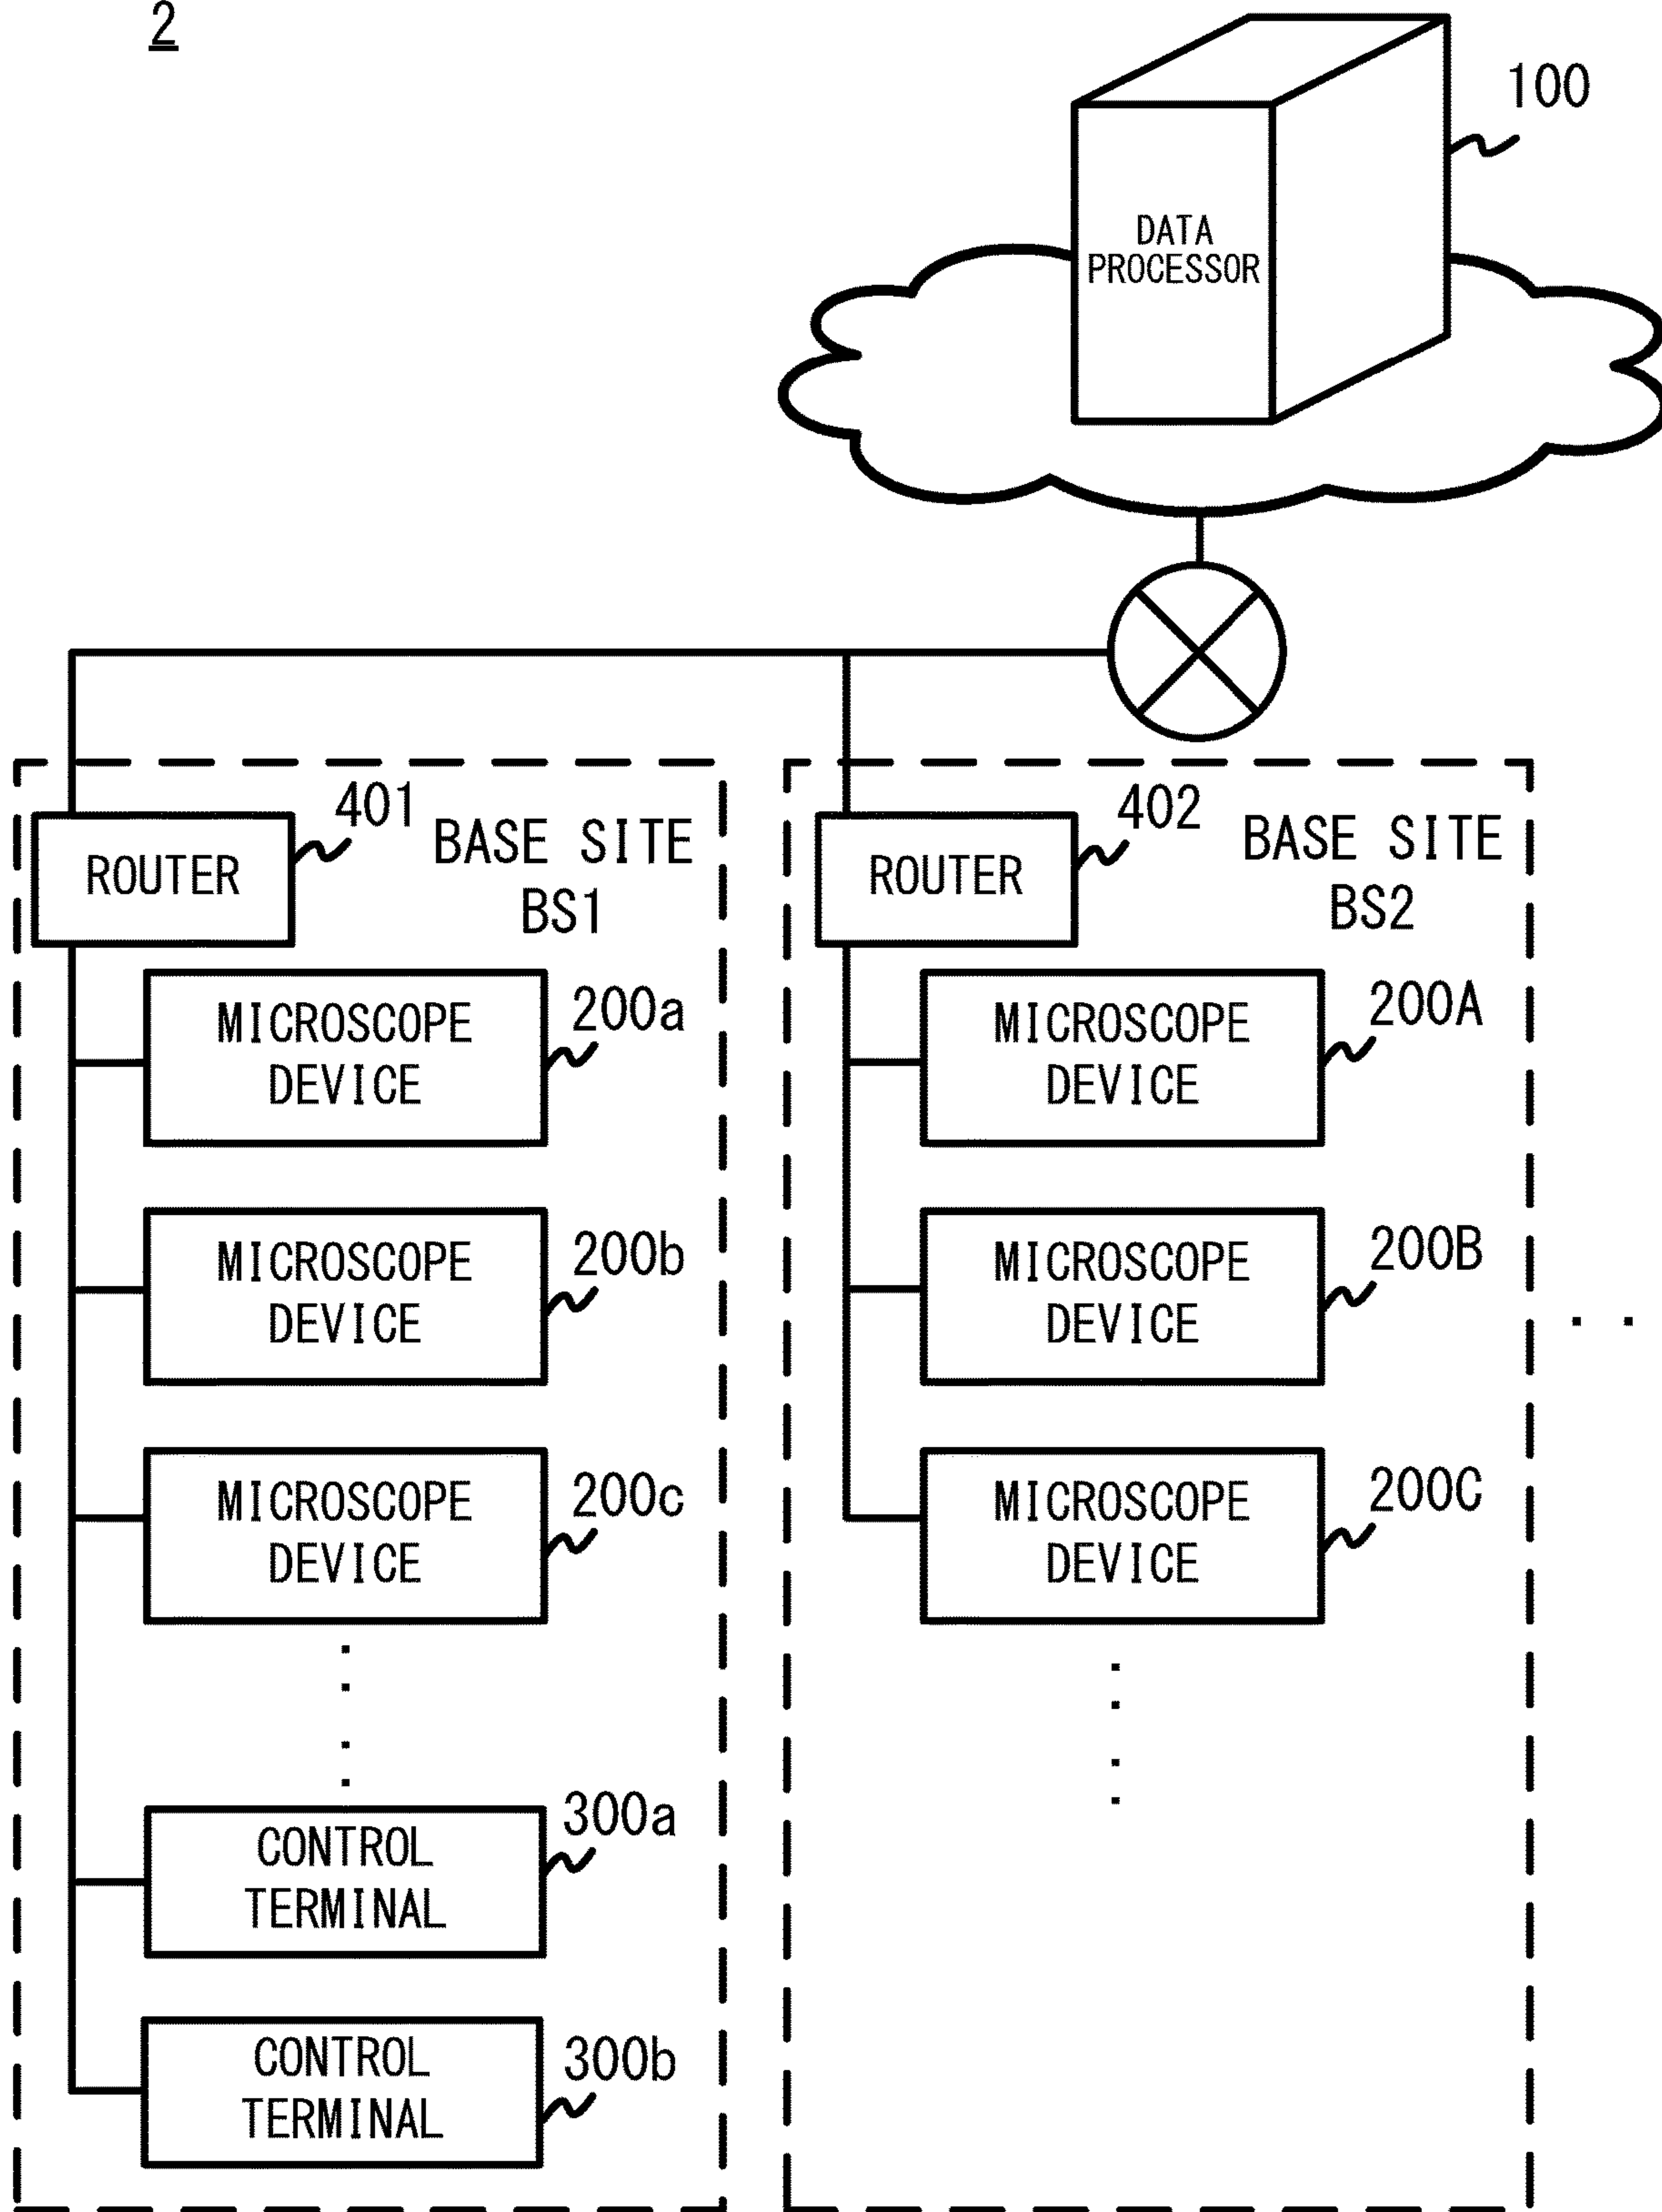 2
100
DATA
PROCESSOR
401
ROUTER
BASE SITE
BS1
200a
MICROSCOPE
DEVICE
200b
MICROSCOPE
DEVICE
200c
MICROSCOPE
DEVICE
300a
CONTROL
TERMINAL
300b
CONTROL
TERMINAL
402
ROUTER
BASE SITE
BS2
200A
MICROSCOPE
DEVICE
200B
MICROSCOPE
DEVICE
200C
MICROSCOPE
DEVICE